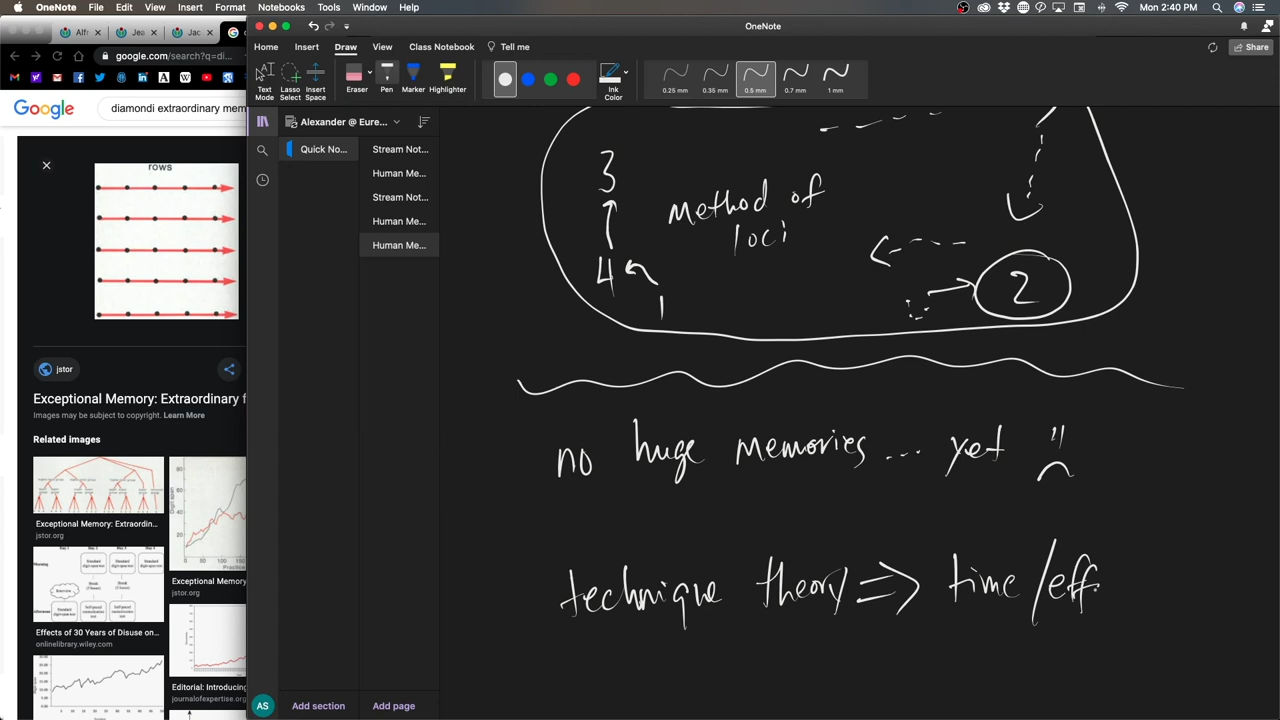 OneNote File Edit View Insert Format Notebooks Tools Window Help
Mon 2:40 PM
Alfr
Jea
Jac
google.com/search?q=di...
Google
diamondi extraordinary mem
rows
jstor
Exceptional Memory: Extraordinary f
Images may be subject to copyright. Learn More
Related images
Exceptional Memory: Extraordin...
jstor.org
Exceptional Memory
jstor.org
Effects of 30 Years of Disuse on...
onlinelibrary.wiley.com
Editorial: Introducing
journalofexpertise.org
OneNote
Home Insert Draw View Class Notebook Tell me
Share
Text Mode
Lasso Select
Insert Space
Eraser
Pen
Marker
Highlighter
Ink Color
0.25 mm
0.35 mm
0.5 mm
0.7 mm
1 mm
Alexander @ Eure...
Quick No...
Stream Not...
Human Me...
Stream Not...
Human Me...
Human Me...
AS
Add section
Add page
3
Method of
loci
4
1
2
no huge memories... yet
technique theory => time/eff